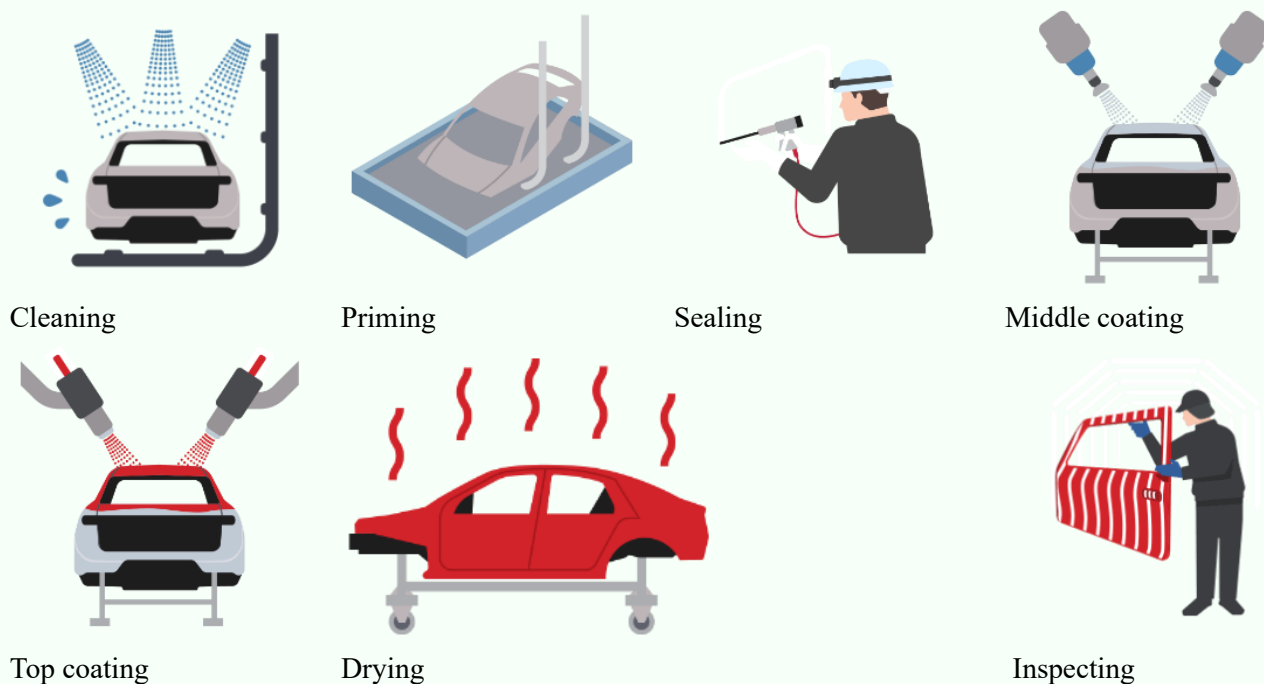 Cleaning
Priming
Sealing
Middle coating
Top coating
Drying
Inspecting